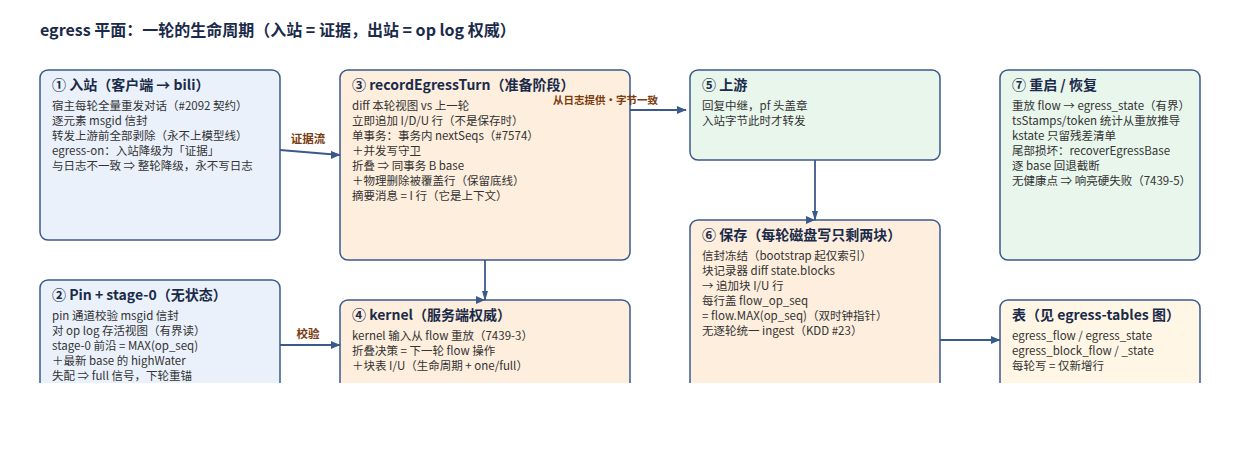 egress 平面：一轮的生命周期（入站 = 证据，出站 = op log 权威）
① 入站（客户端 → bili）
宿主每轮全量重发对话（#2092 契约）
逐元素 msgid 信封
转发上游前全部剥除（永不上模型线）
egress-on：入站降级为「证据」
与日志不一致 ⇒ 整轮降级，永不写日志
证据流
② Pin + stage-0（无状态）
pin 通道校验 msgid 信封
对 op log 存活视图（有界读）
stage-0 前沿 = MAX(op_seq)
＋最新 base 的 highWater
失配 ⇒ full 信号，下轮重锚
校验
③ recordEgressTurn（准备阶段）
diff 本轮视图 vs 上一轮
立即追加 I/D/U 行（不是保存时）
单事务：事务内 nextSeqs（#7574）
＋并发写守卫
折叠 ⇒ 同事务 B base
＋物理删除被覆盖行（保留底线）
摘要消息 = I 行（它是上下文）
从日志提供・字节一致
④ kernel（服务端权威）
kernel 输入从 flow 重放（7439-3）
折叠决策 = 下一轮 flow 操作
＋块表 I/U（生命周期 + one/full）
⑤ 上游
回复中继，pf 头盖章
入站字节此时才转发
⑥ 保存（每轮磁盘写只剩两块）
信封冻结（bootstrap 起仅索引）
块记录器 diff state.blocks
→ 追加块 I/U 行
每行盖 flow_op_seq
= flow.MAX(op_seq)（双时钟指针）
无逐轮统一 ingest（KDD #23）
⑦ 重启 / 恢复
重放 flow → egress_state（有界）
tsStamps/token 统计从重放推导
kstate 只留残差清单
尾部损坏：recoverEgressBase
逐 base 回退截断
无健康点 ⇒ 响亮硬失败（7439-5）
表（见 egress-tables 图）
egress_flow / egress_state
egress_block_flow / _state
每轮写 = 仅新增行